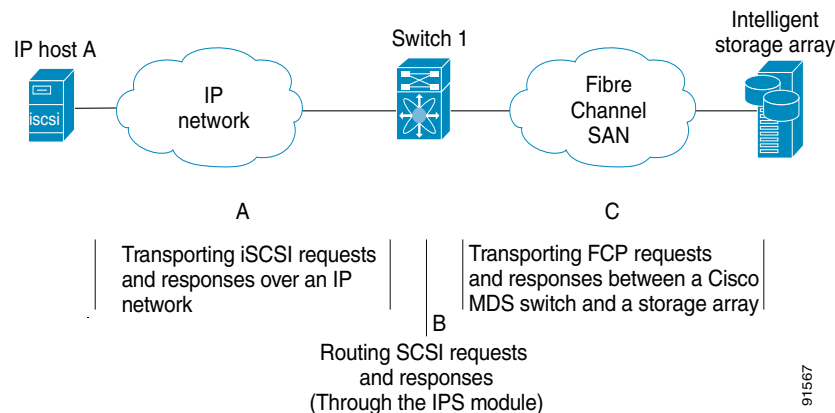 Intelligent
storage array
IP host A
Switch 1
iscsi
IP
network
Fibre
Channel
SAN
A
C
Transporting iSCSI requests
and responses over an IP
network
Transporting FCP requests
and responses between a Cisco
MDS switch and a storage array
B
Routing SCSI requests
and responses
(Through the IPS module)
91567